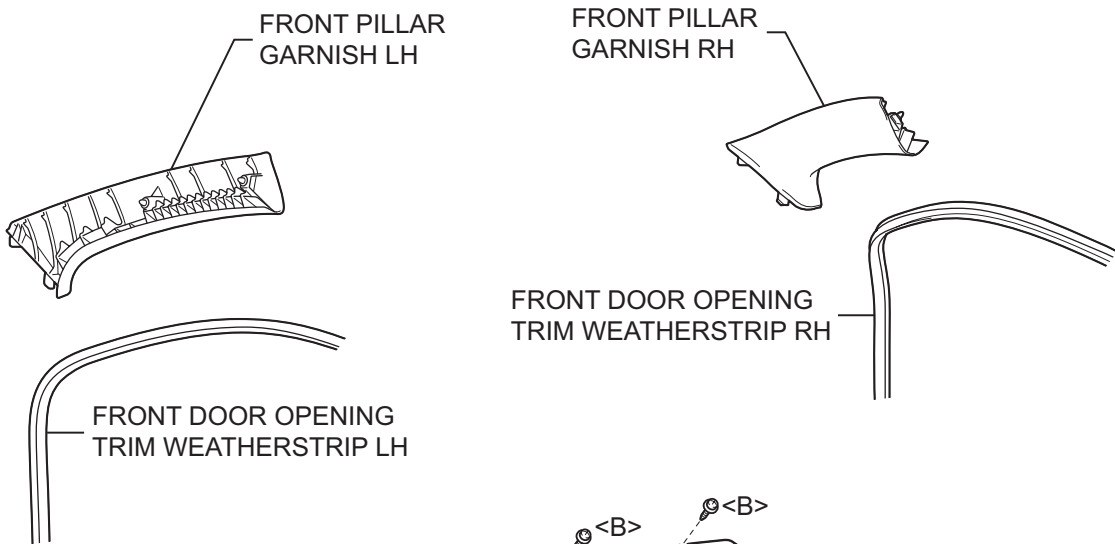 FRONT PILLAR
GARNISH LH
FRONT PILLAR
GARNISH RH
FRONT DOOR OPENING
TRIM WEATHERSTRIP RH
FRONT DOOR OPENING
TRIM WEATHERSTRIP LH
<B>
<B>